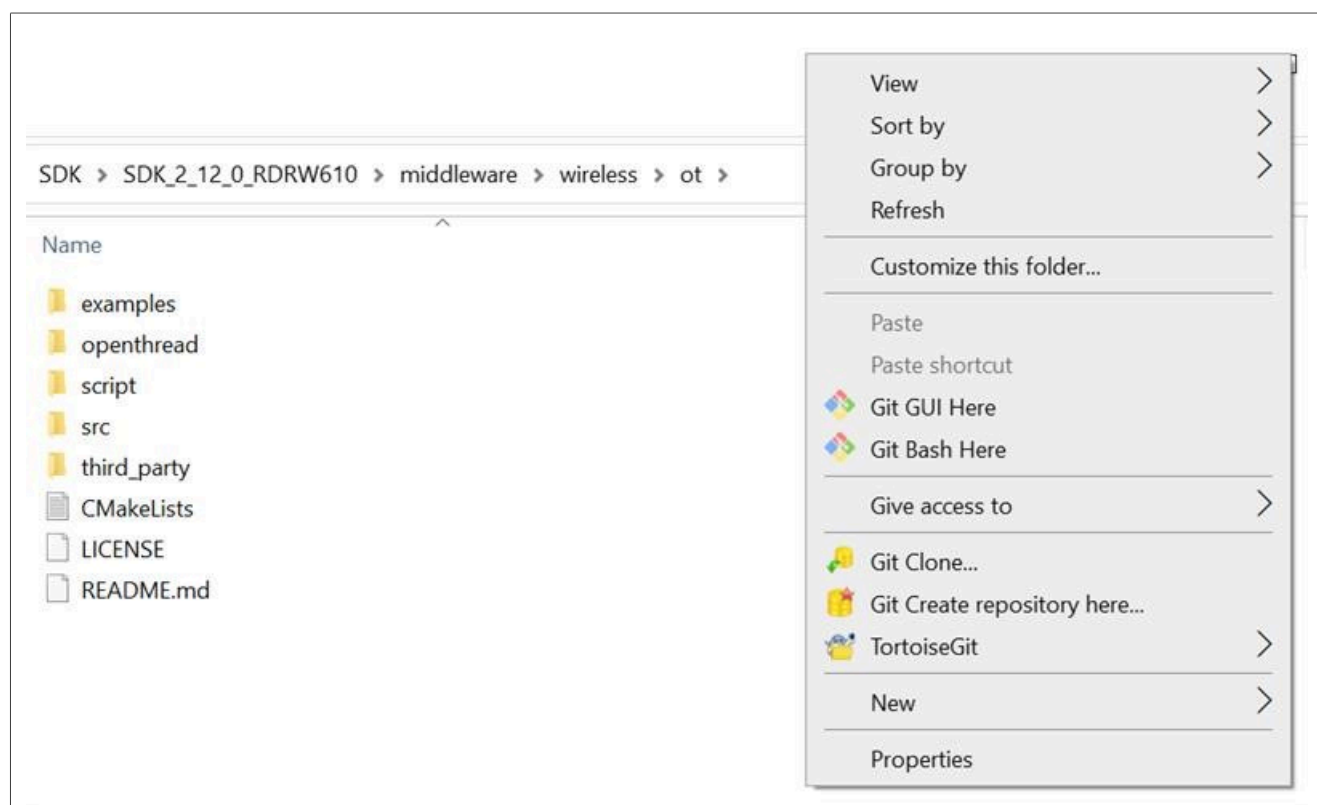 SDK > SDK_2_12_0_RDRW610 > middleware > wireless > ot >
Name
examples
openthread
script
src
third_party
CMakeLists
LICENSE
README.md
View
Sort by
Group by
Refresh
Customize this folder...
Paste
Paste shortcut
Git GUI Here
Git Bash Here
Give access to
Git Clone...
Git Create repository here...
TortoiseGit
New
Properties